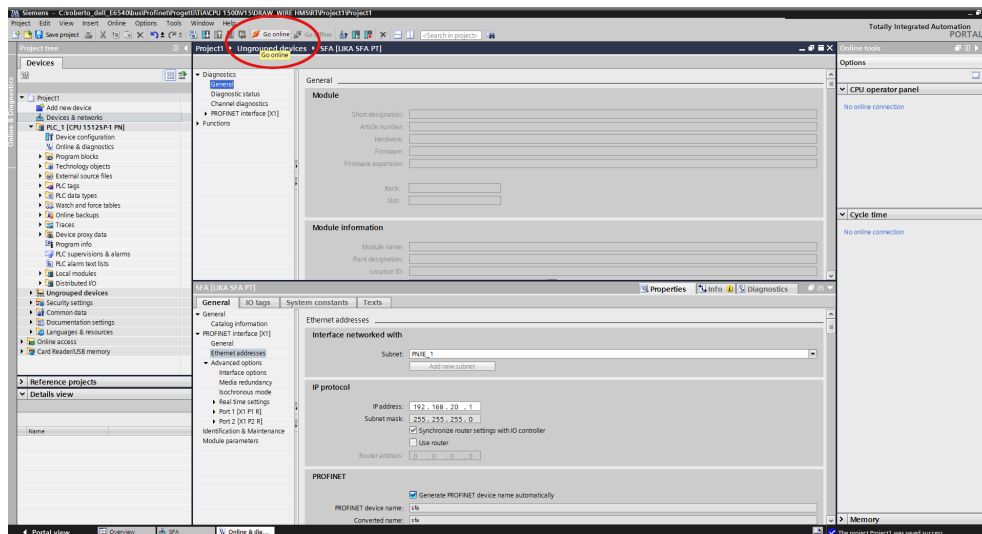 Siemens - C:\roberto_dell_E6540\bus\Profinet\Progetti\TIA\CPU 1500\V15\DRAW_WIRE HMS\RT\Project1\Project1
Project Edit View Insert Online Options Tools Window Help
Save project
Go online
Go offline
<Search in project>
Totally Integrated Automation
PORTAL
Project tree
Project1
Ungrouped devices
SFA [LIKA SFA PT]
Online tools
Go online
Devices
Options
Online & Diagnostics
Project1
Add new device
Devices & networks
PLC_1 [CPU 1512SP-1 PN]
Device configuration
Online & diagnostics
Program blocks
Technology objects
External source files
PLC tags
PLC data types
Watch and force tables
Online backups
Traces
Device proxy data
Program info
PLC supervisions & alarms
PLC alarm text lists
Local modules
Distributed I/O
Ungrouped devices
Security settings
Common data
Documentation settings
Languages & resources
Online access
Card Reader/USB memory
Reference projects
Details view
Name
Diagnostics
General
Diagnostic status
Channel diagnostics
PROFINET interface [X1]
Functions
General
Module
Short designation:
Article number:
Hardware:
Firmware:
Firmware expansion:
Rack:
Slot:
Module information
Module name:
Plant designation:
Location ID:
CPU operator panel
No online connection
Cycle time
No online connection
Memory
SFA [LIKA SFA PT]
Properties
Info
Diagnostics
General
IO tags
System constants
Texts
General
Catalog information
PROFINET interface [X1]
General
Ethernet addresses
Advanced options
Interface options
Media redundancy
Isochronous mode
Real time settings
Port 1 [X1 P1 R]
Port 2 [X1 P2 R]
Identification & Maintenance
Module parameters
Ethernet addresses
Interface networked with
Subnet: PN/IE_1
Add new subnet
IP protocol
IP address: 192 . 168 . 20 . 1
Subnet mask: 255 . 255 . 255 . 0
Synchronize router settings with IO controller
Use router
Router address: 0 . 0 . 0 . 0
PROFINET
Generate PROFINET device name automatically
PROFINET device name: sfa
Converted name: sfa
Portal view
Overview
SFA
Online & dia...
The project Project1 was saved success